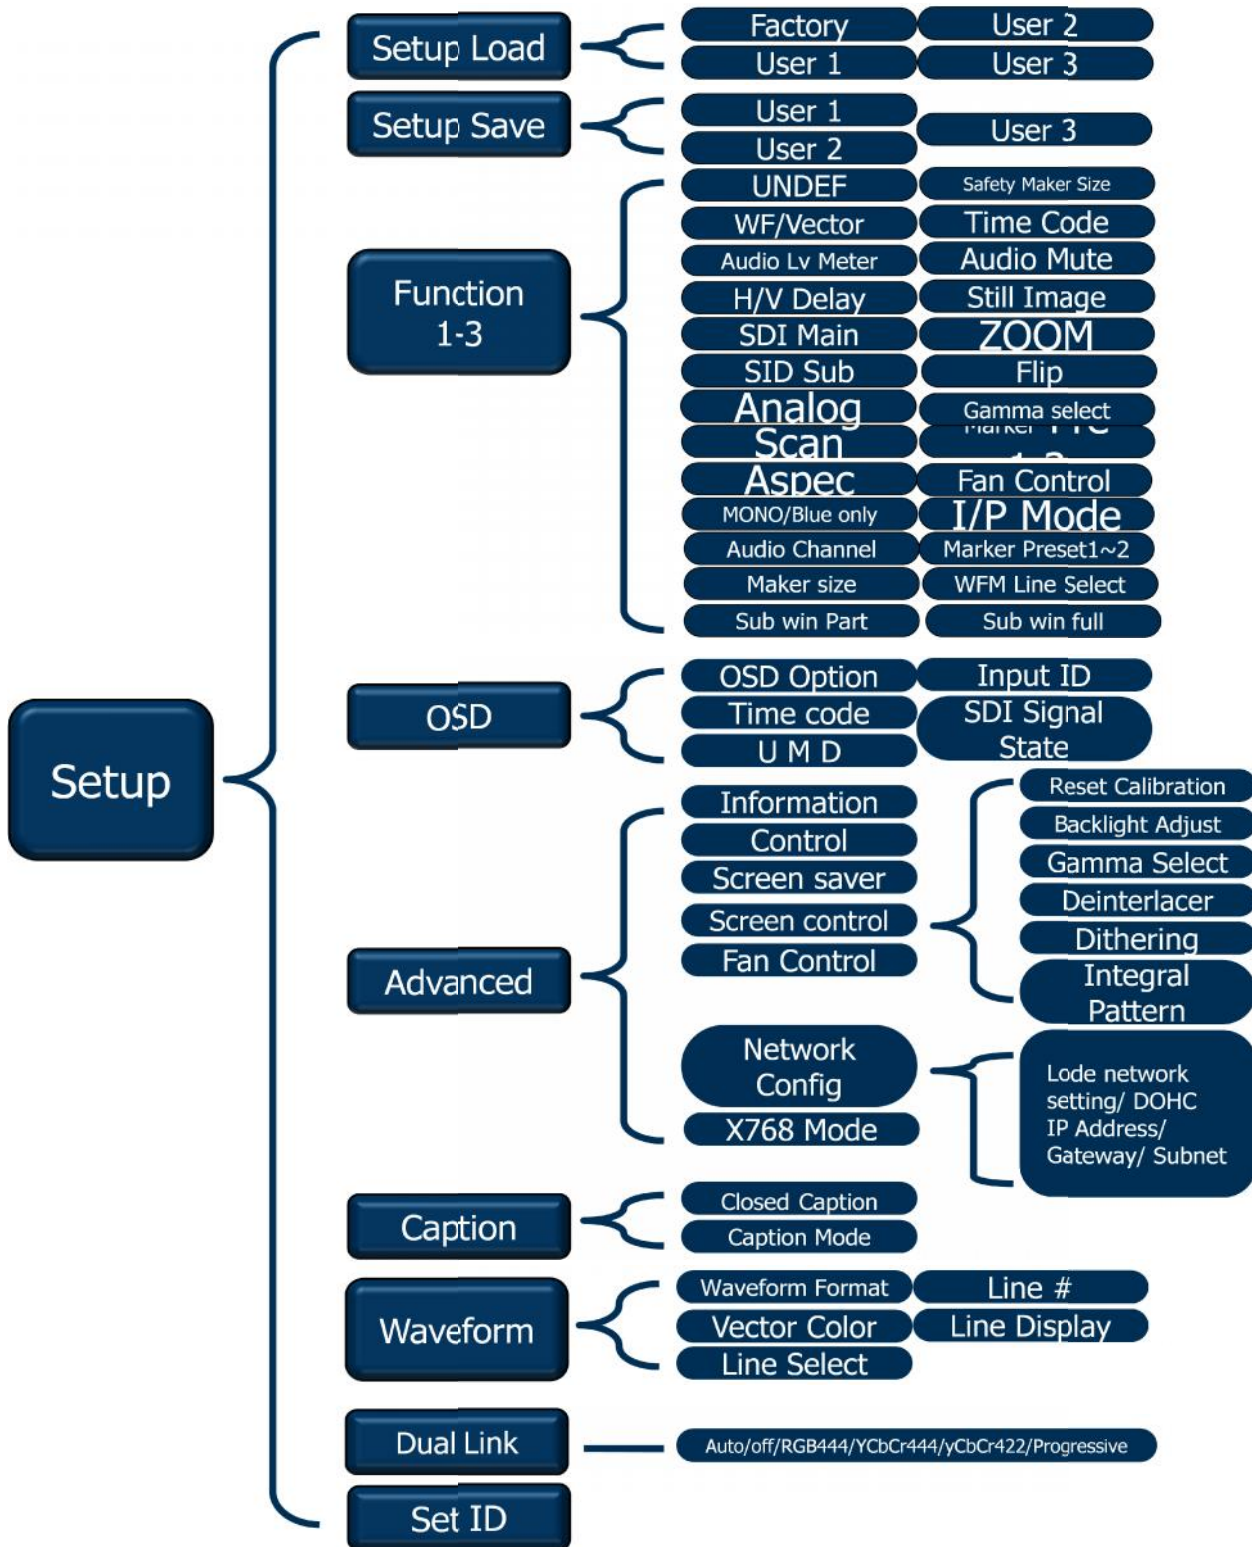 Setup
Setup Load
Factory
User 2
User 1
User 3
Setup Save
User 1
User 3
User 2
Function
1-3
UNDEF
Safety Maker Size
WF/Vector
Time Code
Audio Lv Meter
Audio Mute
H/V Delay
Still Image
SDI Main
ZOOM
SID Sub
Flip
Analog
Gamma select
Scan
Marker
Aspec
Fan Control
MONO/Blue only
I/P Mode
Audio Channel
Marker Preset1~2
Maker size
WFM Line Select
Sub win Part
Sub win full
OSD
OSD Option
Input ID
Time code
SDI Signal
State
U M D
Advanced
Information
Control
Screen saver
Screen control
Fan Control
Reset Calibration
Backlight Adjust
Gamma Select
Deinterlacer
Dithering
Integral
Pattern
Network
Config
Lode network
setting/ DOHC
IP Address/
Gateway/ Subnet
X768 Mode
Caption
Closed Caption
Caption Mode
Waveform
Waveform Format
Line #
Vector Color
Line Display
Line Select
Dual Link
Auto/off/RGB444/YCbCr444/yCbCr422/Progressive
Set ID